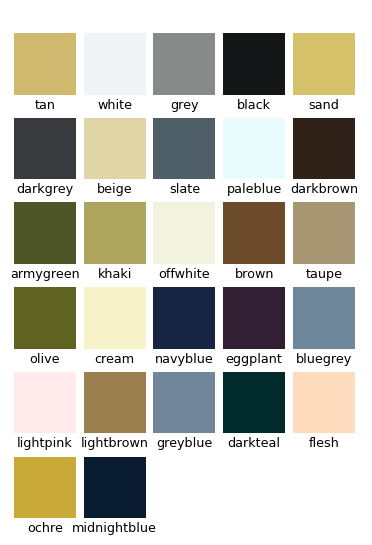 tan white grey black sand
darkgrey beige slate paleblue darkbrown
armygreen khaki offwhite brown taupe
olive cream navyblue eggplant bluegrey
lightpink lightbrown greyblue darkteal flesh
ochre midnightblue